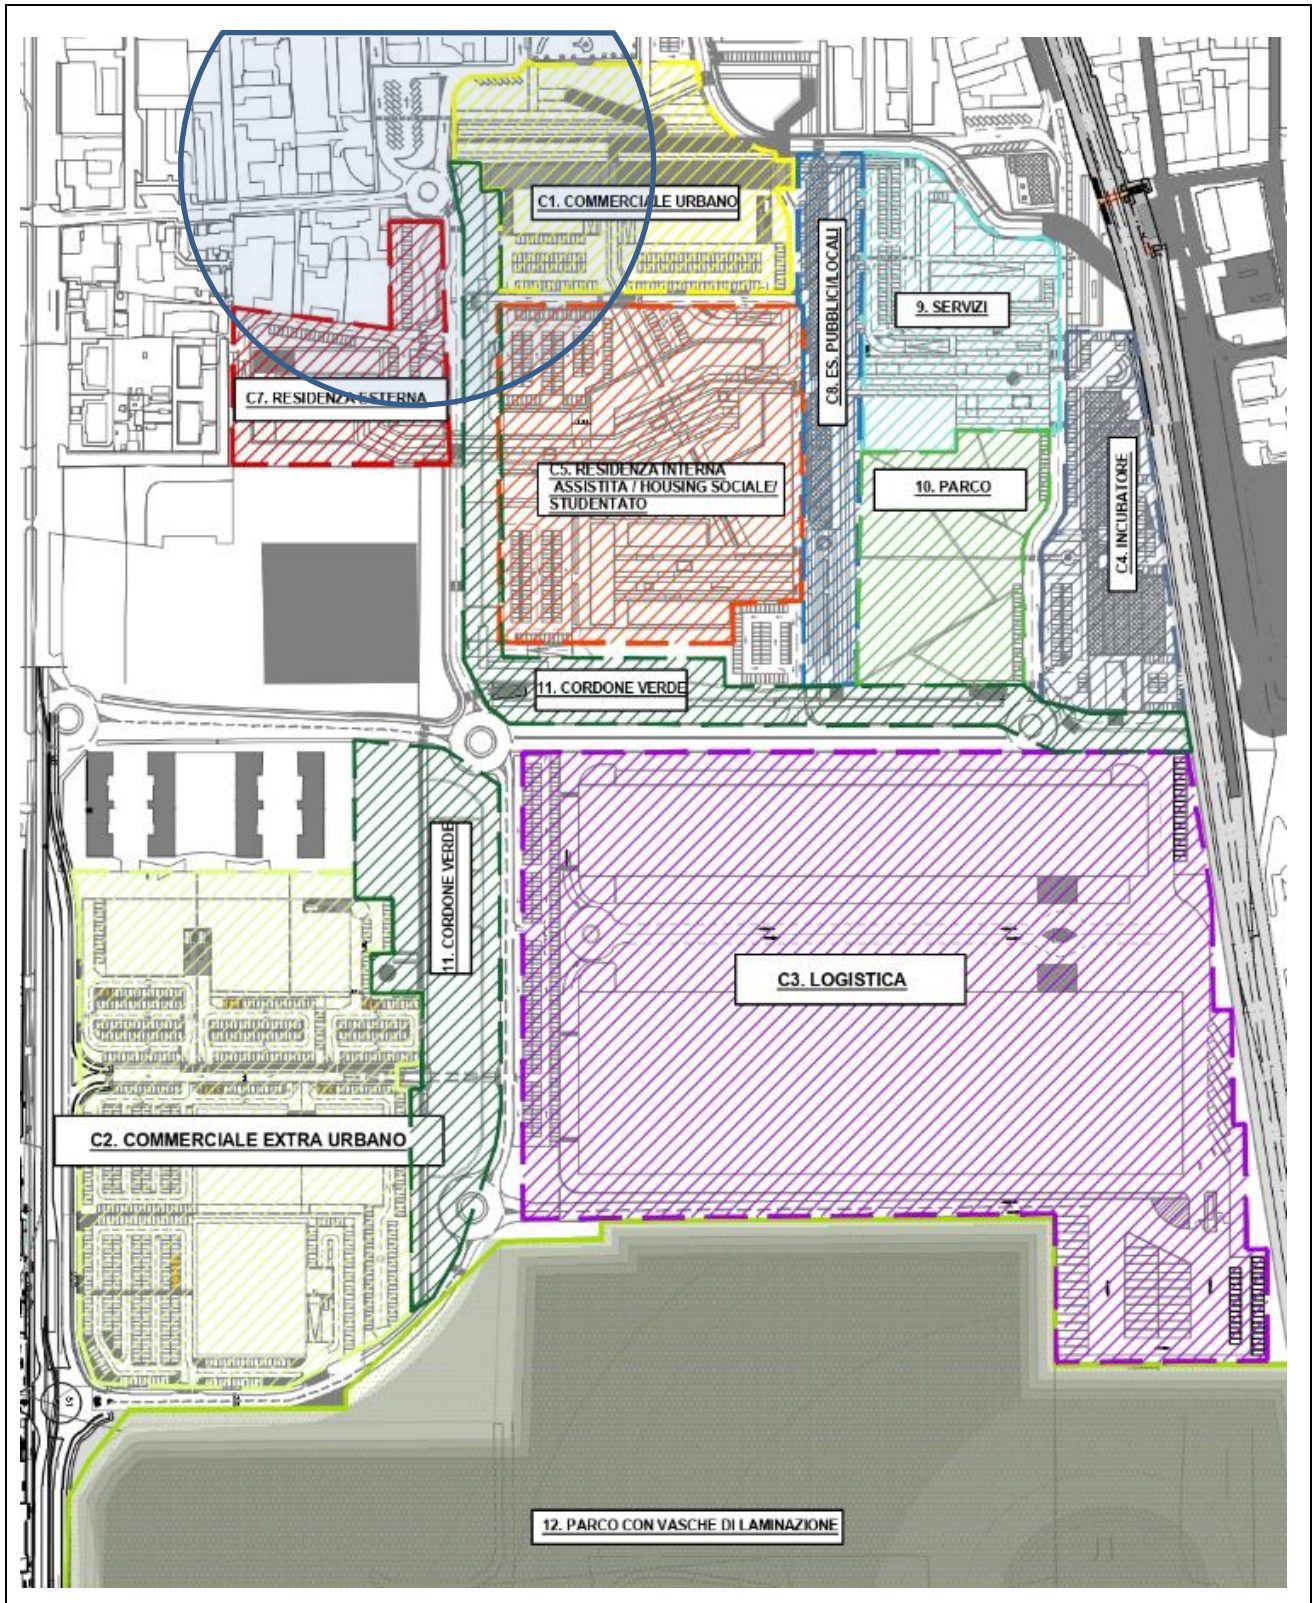 C1. COMMERCIALE URBANO
C8. ES. PUBBLICI/LOCALI
9. SERVIZI
C7. RESIDENZA ESTERNA
C5. RESIDENZA INTERNA
ASSISTITA / HOUSING SOCIALE/
STUDENTATO
10. PARCO
C4. INCUBATORE
11. CORDONE VERDE
11. CORDONE VERDE
C3. LOGISTICA
C2. COMMERCIALE EXTRA URBANO
12. PARCO CON VASCHE DI LAMINAZIONE